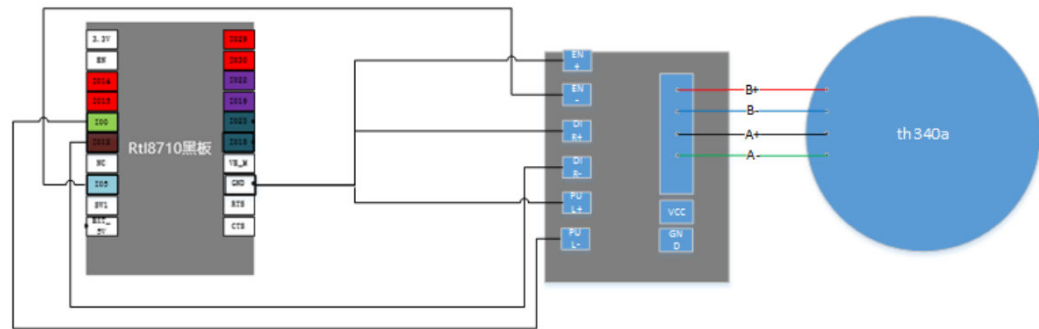 3.3V
EN
IO14
IO13
IO0
IO12
NC
IO5
5V1
EXT_
5V
Rtl8710黑板
IO29
IO30
IO22
IO19
IO23
IO18
VB_M
GND
RTS
CTS
EN
+
EN
-
DI
R+
DI
R-
PU
L+
PU
L-
VCC
GN
D
B+
B-
A+
A-
th340a